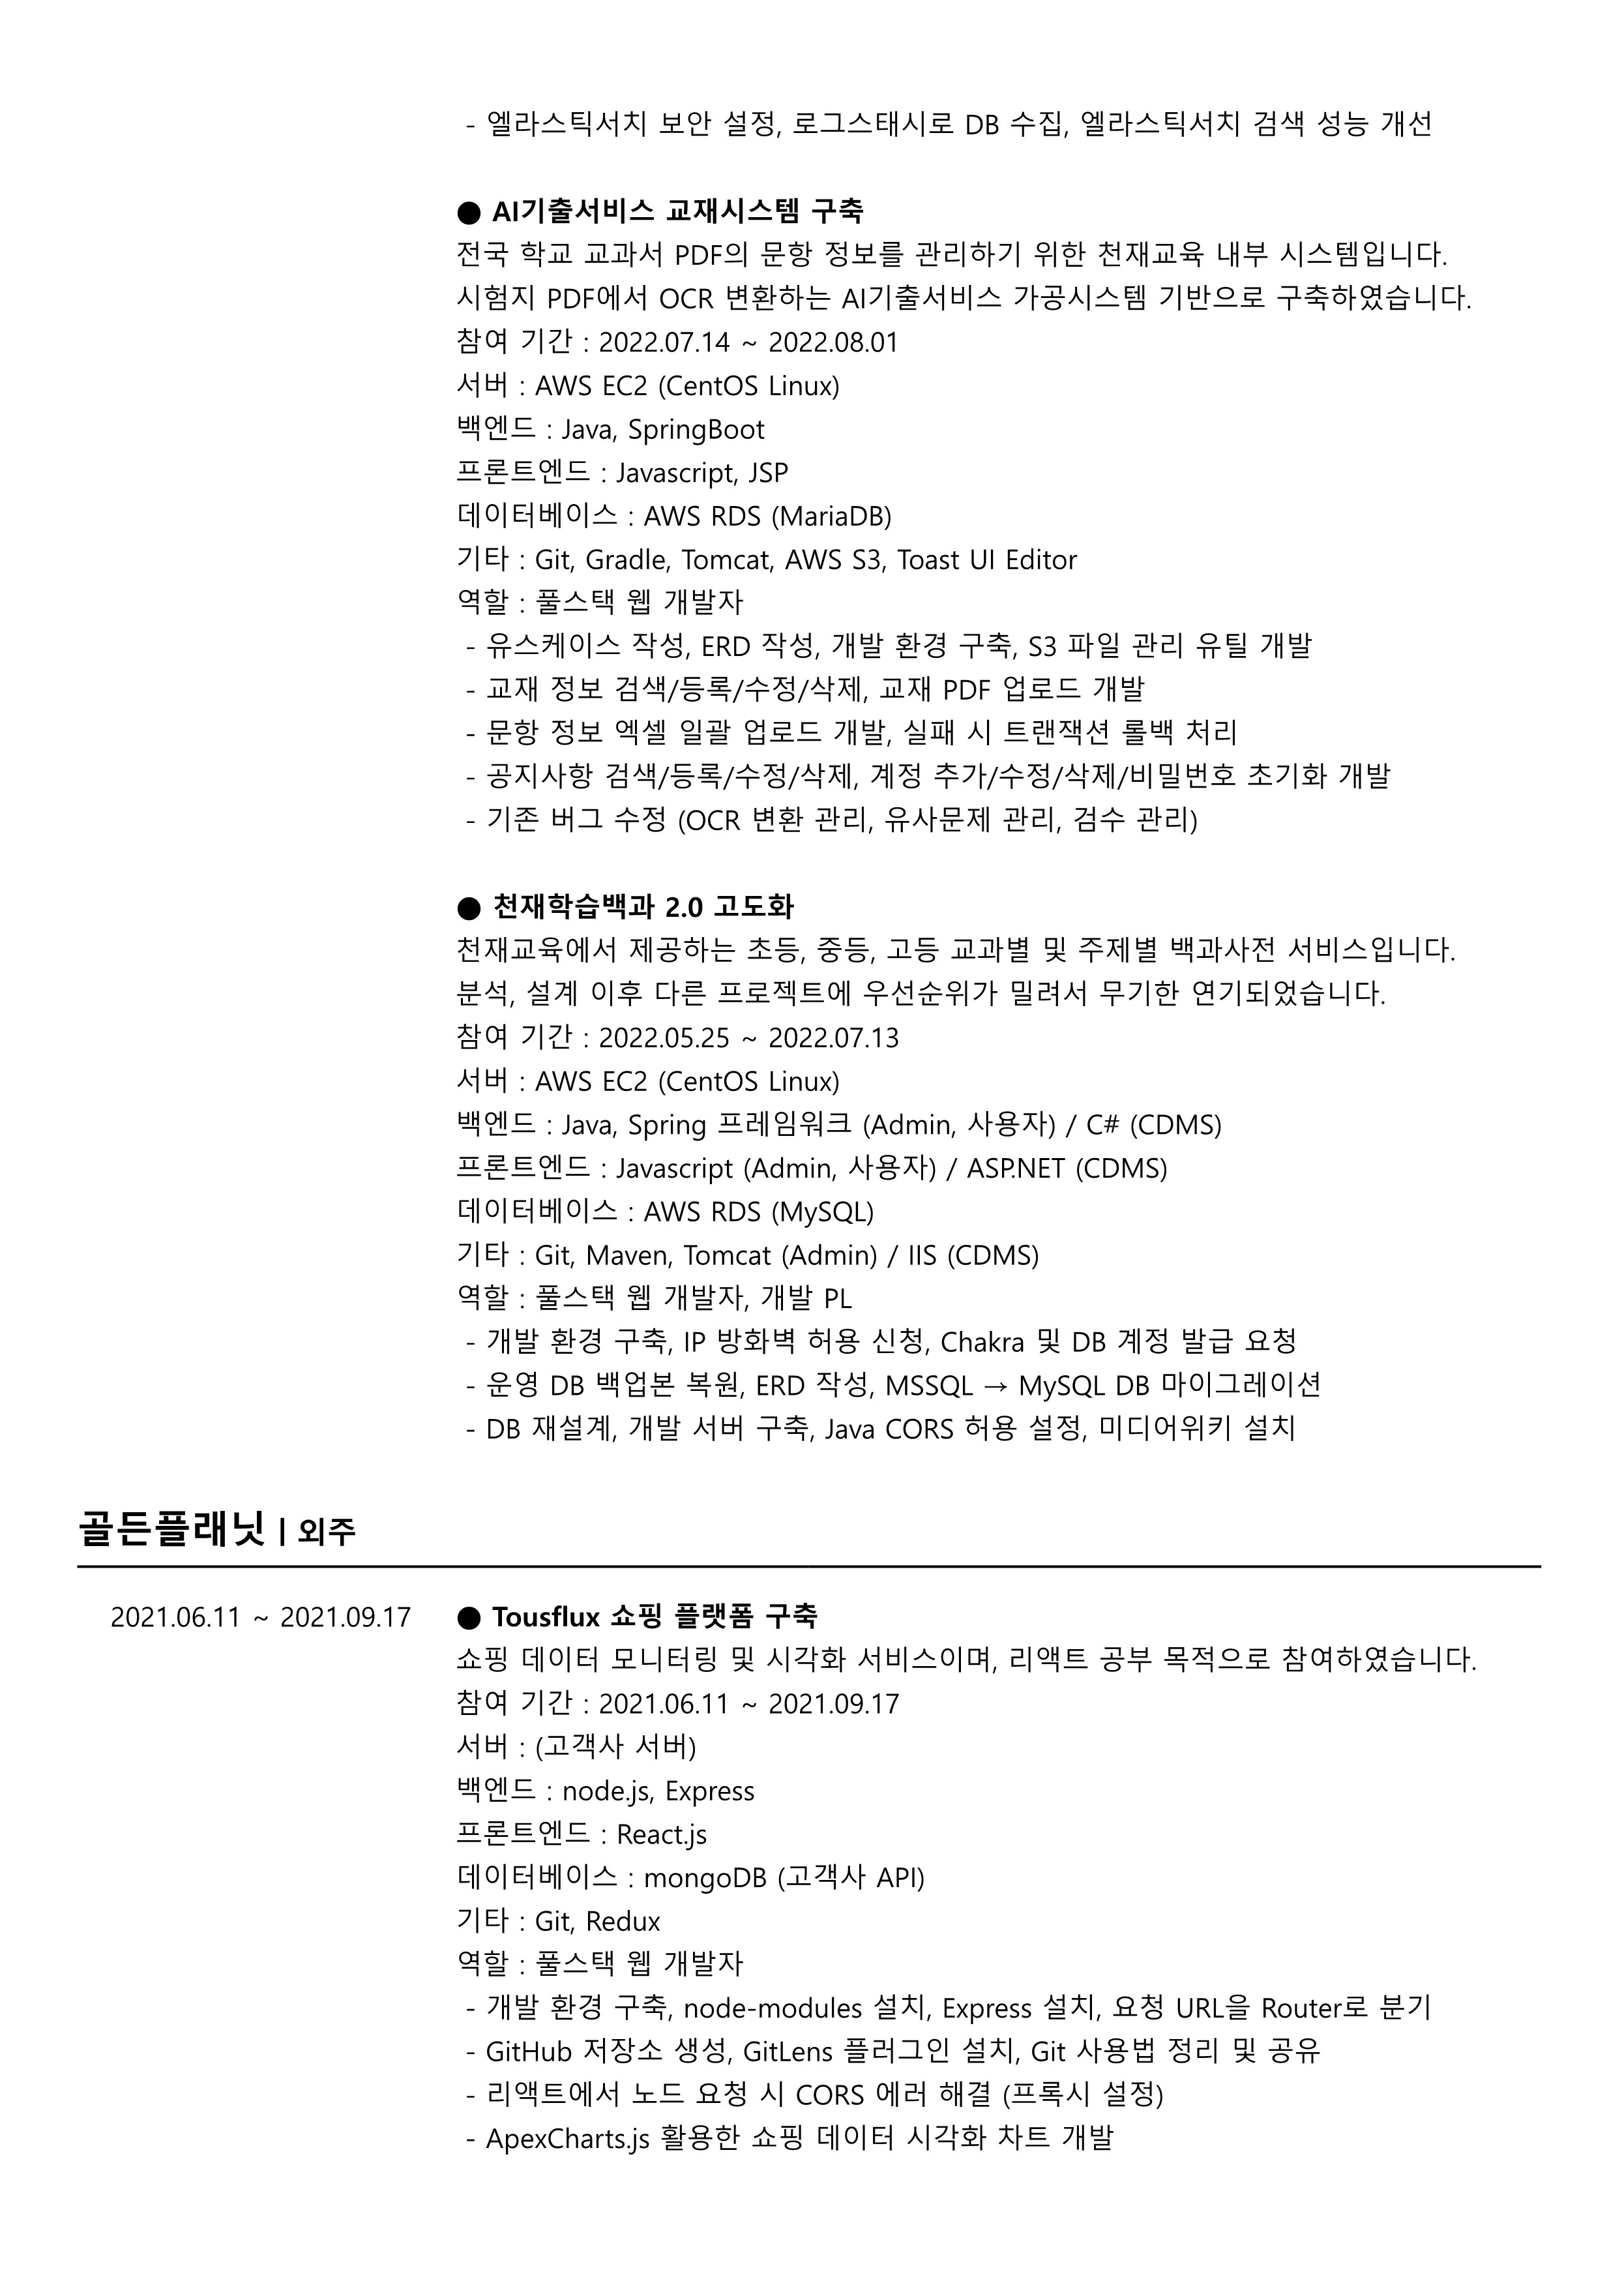 - 엘라스틱서치 보안 설정, 로그스태시로 DB 수집, 엘라스틱서치 검색 성능 개선
● AI기출서비스 교재시스템 구축
전국 학교 교과서 PDF의 문항 정보를 관리하기 위한 천재교육 내부 시스템입니다.
시험지 PDF에서 OCR 변환하는 AI기출서비스 가공시스템 기반으로 구축하였습니다.
참여 기간 : 2022.07.14 ~ 2022.08.01
서버 : AWS EC2 (CentOS Linux)
백엔드 : Java, SpringBoot
프론트엔드 : Javascript, JSP
데이터베이스 : AWS RDS (MariaDB)
기타 : Git, Gradle, Tomcat, AWS S3, Toast UI Editor
역할 : 풀스택 웹 개발자
- 유스케이스 작성, ERD 작성, 개발 환경 구축, S3 파일 관리 유틸 개발
- 교재 정보 검색/등록/수정/삭제, 교재 PDF 업로드 개발
- 문항 정보 엑셀 일괄 업로드 개발, 실패 시 트랜잭션 롤백 처리
- 공지사항 검색/등록/수정/삭제, 계정 추가/수정/삭제/비밀번호 초기화 개발
- 기존 버그 수정 (OCR 변환 관리, 유사문제 관리, 검수 관리)
● 천재학습백과 2.0 고도화
천재교육에서 제공하는 초등, 중등, 고등 교과별 및 주제별 백과사전 서비스입니다.
분석, 설계 이후 다른 프로젝트에 우선순위가 밀려서 무기한 연기되었습니다.
참여 기간 : 2022.05.25 ~ 2022.07.13
서버 : AWS EC2 (CentOS Linux)
백엔드 : Java, Spring 프레임워크 (Admin, 사용자) / C# (CDMS)
프론트엔드 : Javascript (Admin, 사용자) / ASP.NET (CDMS)
데이터베이스 : AWS RDS (MySQL)
기타 : Git, Maven, Tomcat (Admin) / IIS (CDMS)
역할 : 풀스택 웹 개발자, 개발 PL
- 개발 환경 구축, IP 방화벽 허용 신청, Chakra 및 DB 계정 발급 요청
- 운영 DB 백업본 복원, ERD 작성, MSSQL → MySQL DB 마이그레이션
- DB 재설계, 개발 서버 구축, Java CORS 허용 설정, 미디어위키 설치
골든플래닛 | 외주
2021.06.11 ~ 2021.09.17 ● Tousflux 쇼핑 플랫폼 구축
쇼핑 데이터 모니터링 및 시각화 서비스이며, 리액트 공부 목적으로 참여하였습니다.
참여 기간 : 2021.06.11 ~ 2021.09.17
서버 : (고객사 서버)
백엔드 : node.js, Express
프론트엔드 : React.js
데이터베이스 : mongoDB (고객사 API)
기타 : Git, Redux
역할 : 풀스택 웹 개발자
- 개발 환경 구축, node-modules 설치, Express 설치, 요청 URL을 Router로 분기
- GitHub 저장소 생성, GitLens 플러그인 설치, Git 사용법 정리 및 공유
- 리액트에서 노드 요청 시 CORS 에러 해결 (프록시 설정)
- ApexCharts.js 활용한 쇼핑 데이터 시각화 차트 개발